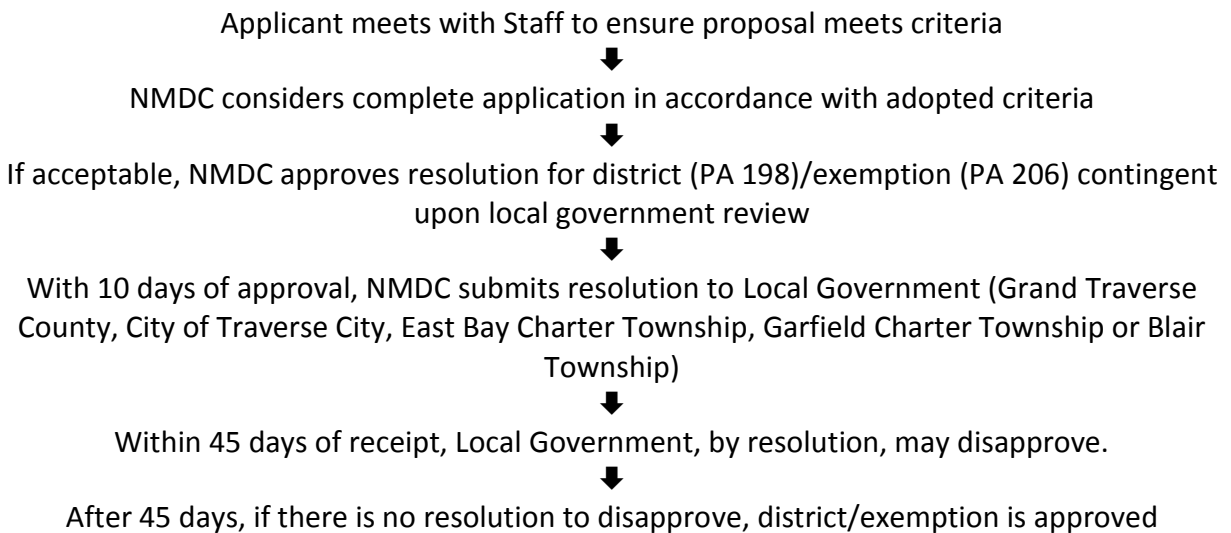 Applicant meets with Staff to ensure proposal meets criteria
NMDC considers complete application in accordance with adopted criteria
If acceptable, NMDC approves resolution for district (PA 198)/exemption (PA 206) contingent
upon local government review
With 10 days of approval, NMDC submits resolution to Local Government (Grand Traverse
County, City of Traverse City, East Bay Charter Township, Garfield Charter Township or Blair
Township)
Within 45 days of receipt, Local Government, by resolution, may disapprove.
After 45 days, if there is no resolution to disapprove, district/exemption is approved